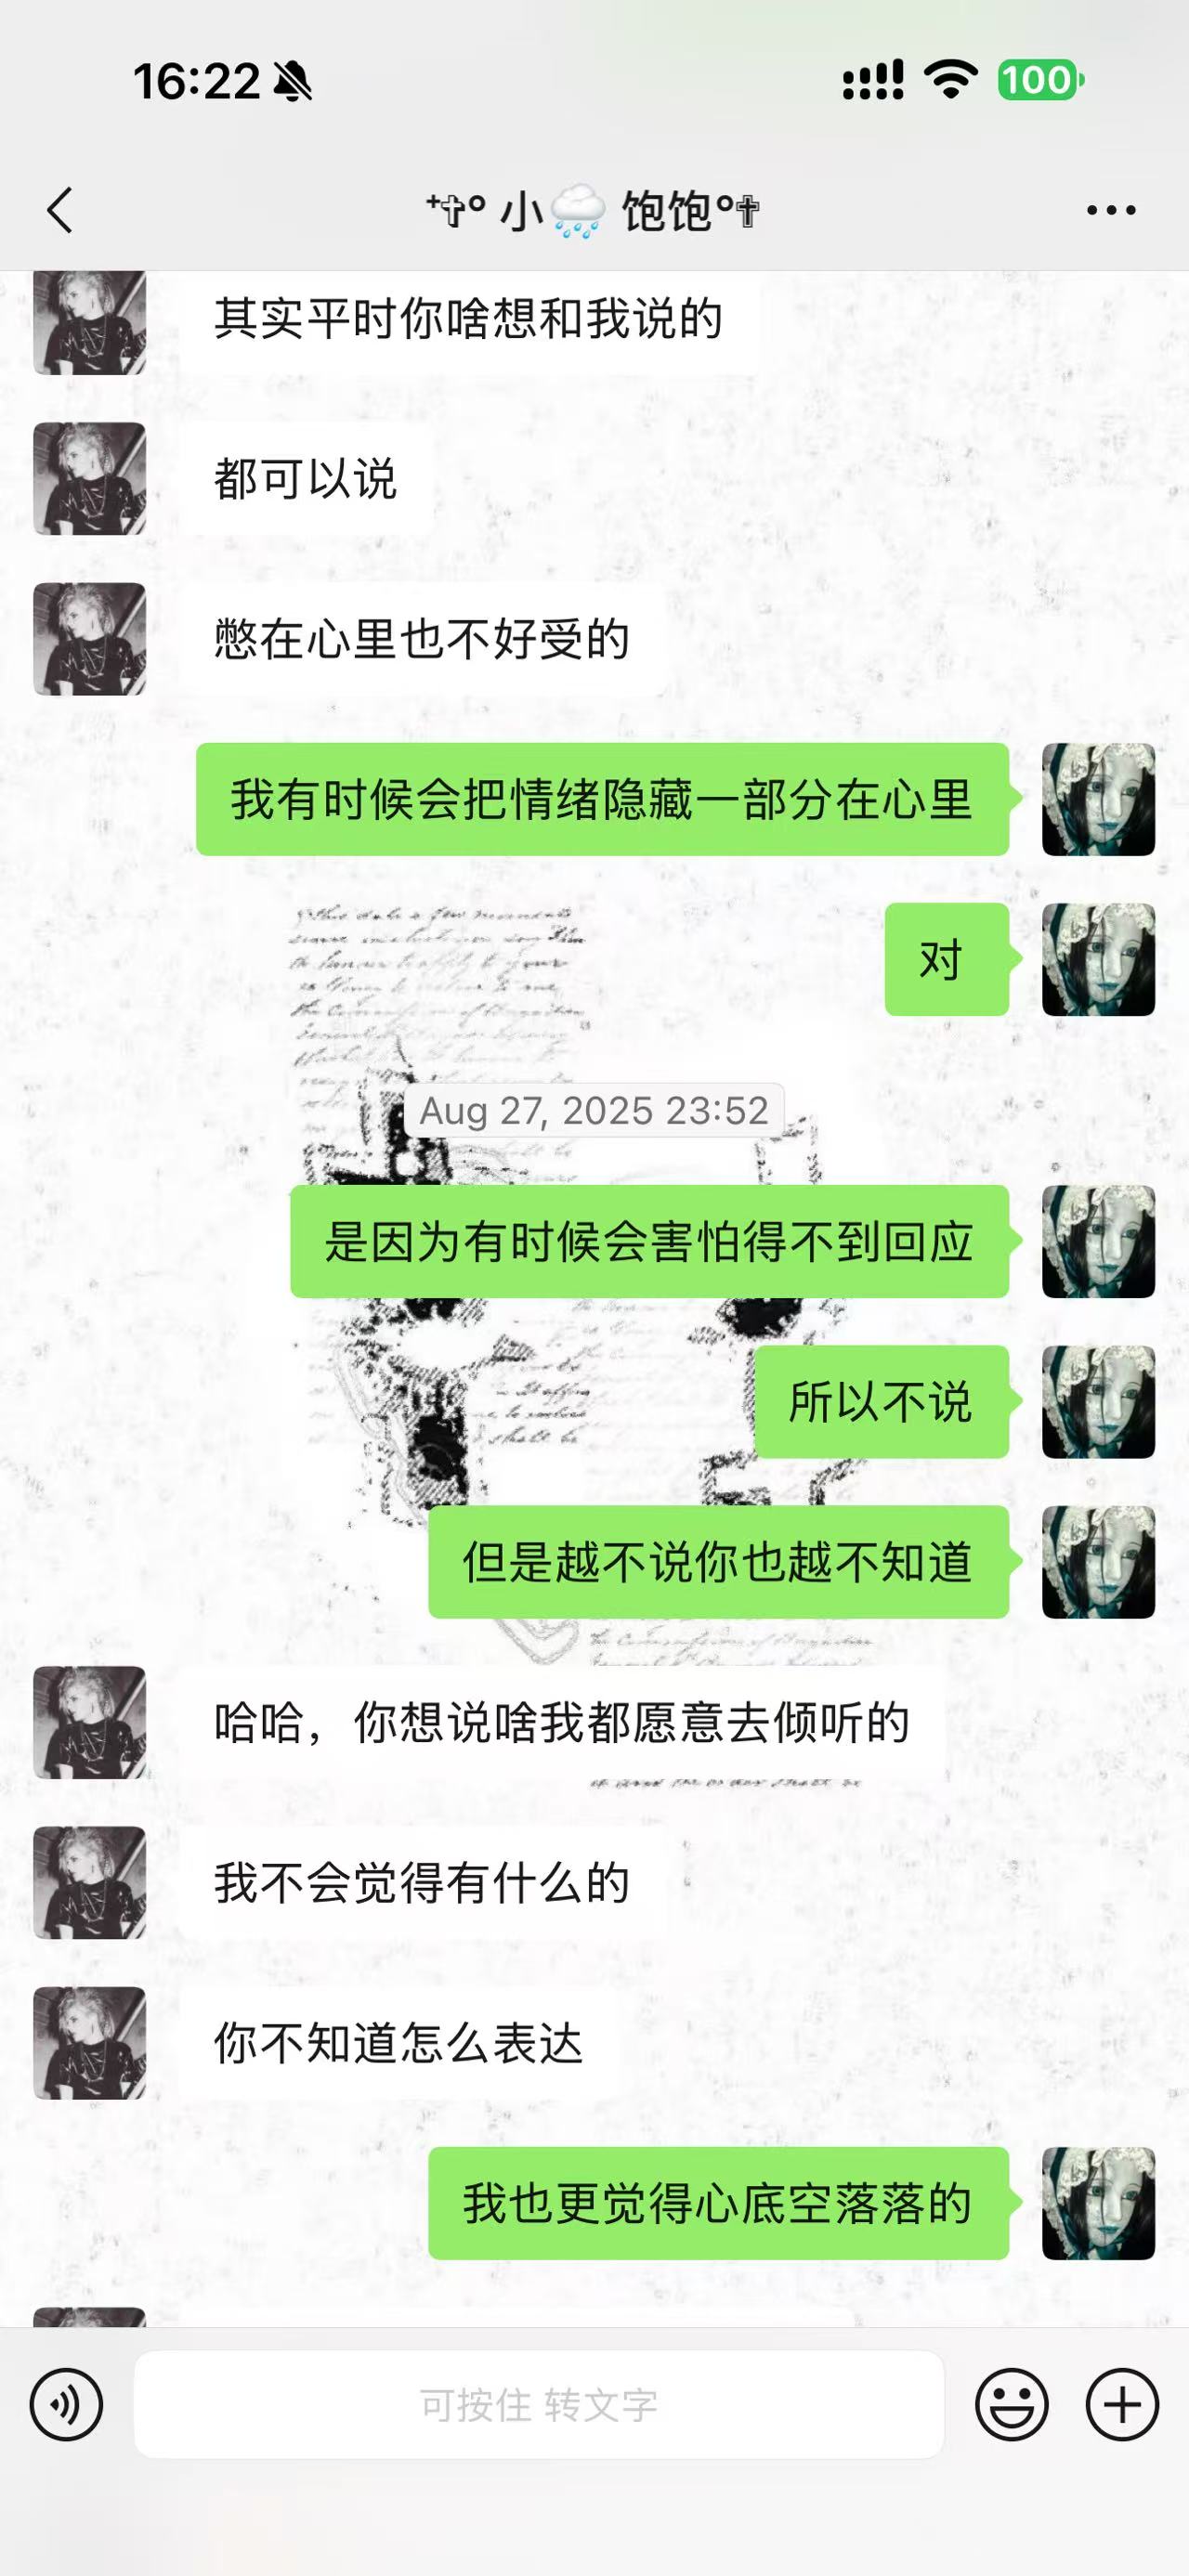 16:22
100
小 饱饱
其实平时你啥想和我说的
都可以说
憋在心里也不好受的
我有时候会把情绪隐藏一部分在心里
对
Aug 27, 2025 23:52
是因为有时候会害怕得不到回应
所以不说
但是越不说你也越不知道
哈哈，你想说啥我都愿意去倾听的
我不会觉得有什么的
你不知道怎么表达
我也更觉得心底空落落的
可按住 转文字